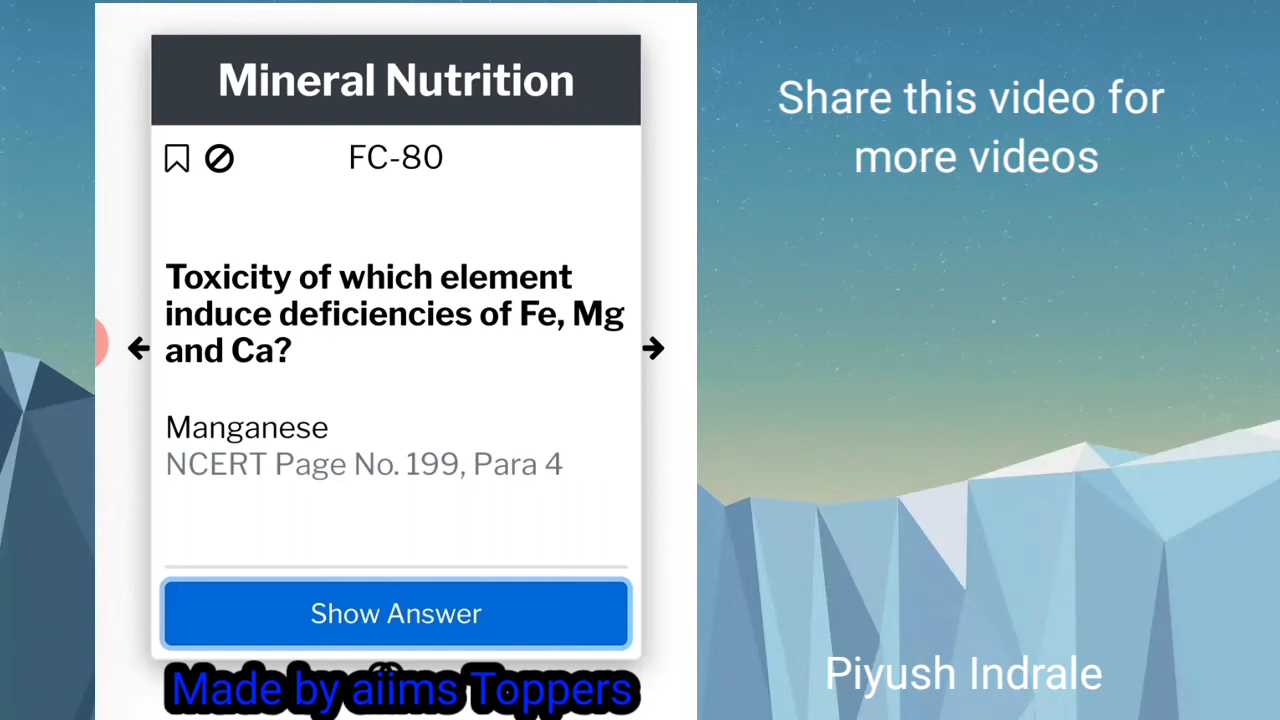 Mineral Nutrition
FC-80
Toxicity of which element
induce deficiencies of Fe, Mg
and Ca?
Manganese
NCERT Page No. 199, Para 4
Show Answer
Made by aiims Toppers
Share this video for
more videos
Piyush Indrale